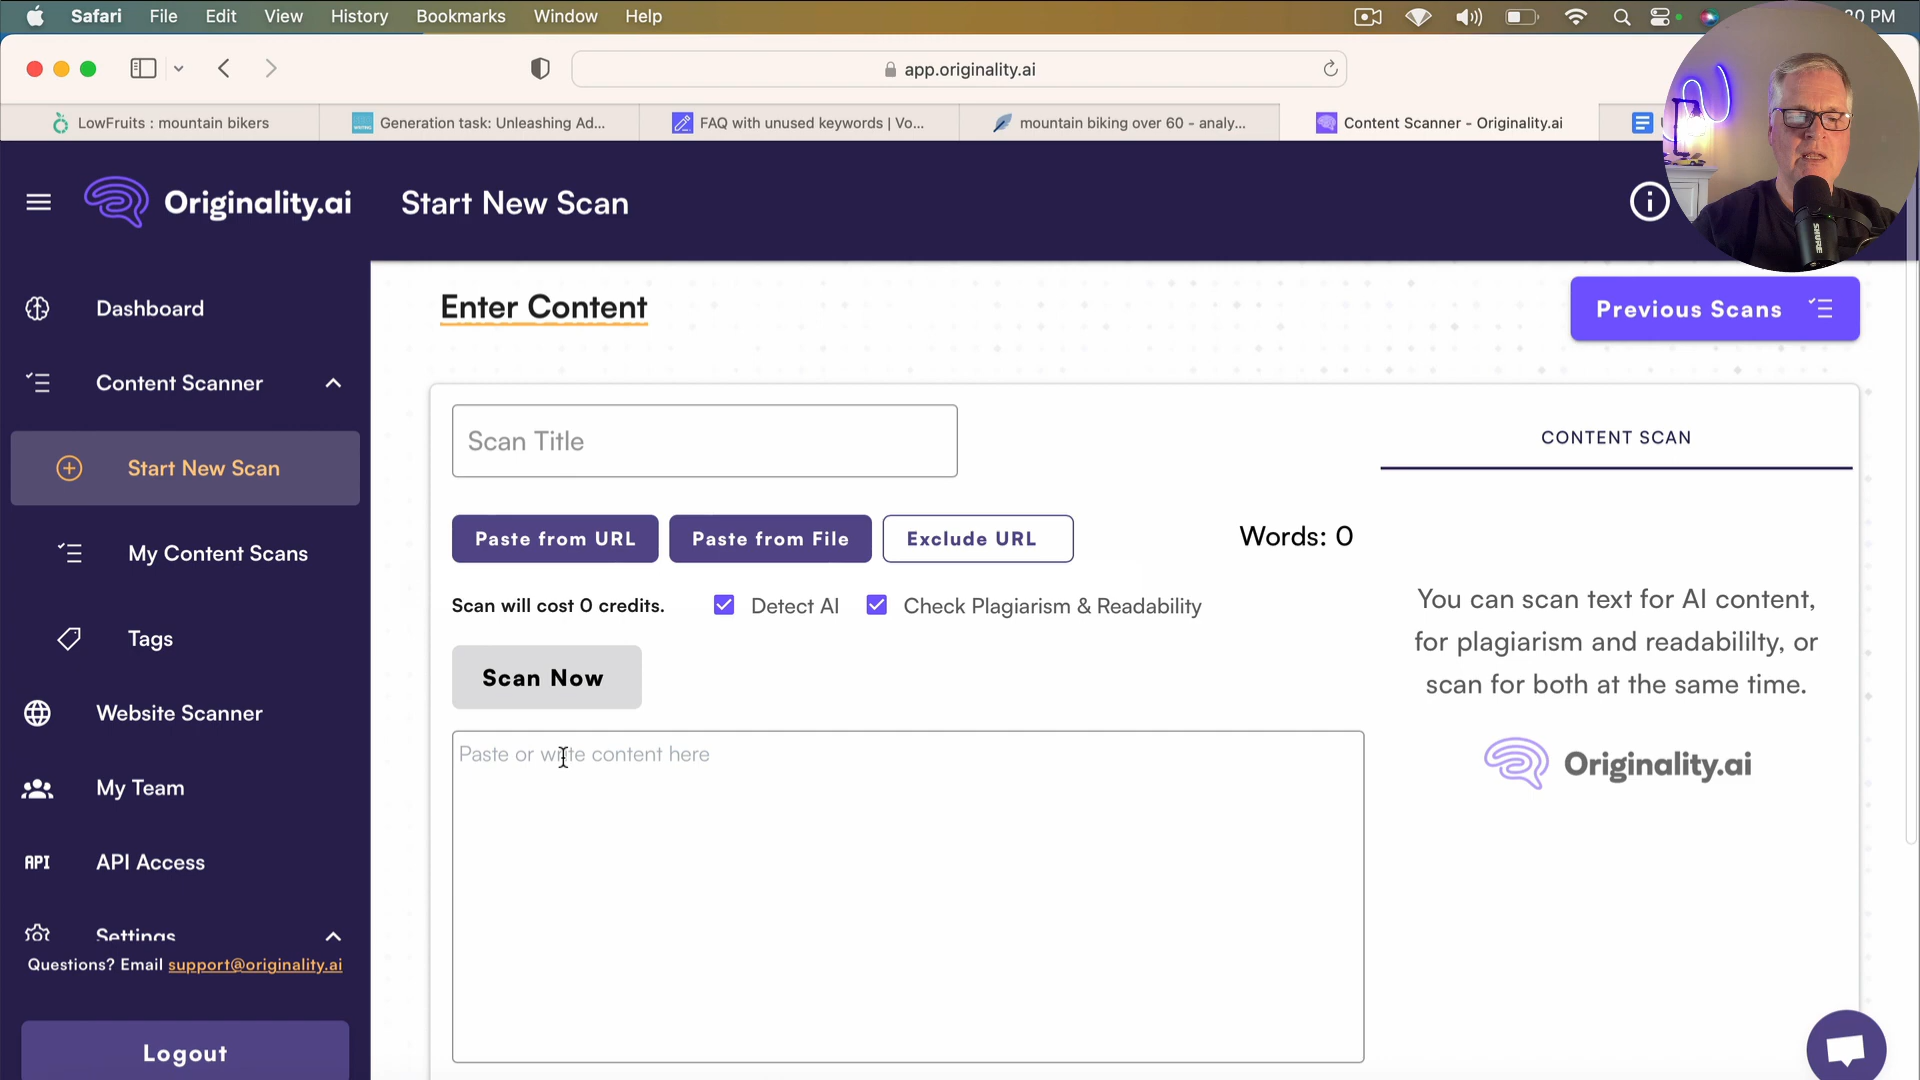 Safari File Edit View History Bookmarks Window Help
0 PM
app.originality.ai
LowFruits : mountain bikers
Generation task: Unleashing Ad...
FAQ with unused keywords | Vo...
mountain biking over 60 - analy...
Content Scanner - Originality.ai
Originality.ai
Start New Scan
Dashboard
Content Scanner
Start New Scan
My Content Scans
Tags
Website Scanner
My Team
API API Access
Settings
Questions? Email support@originality.ai
Logout
Enter Content
Previous Scans
Scan Title
CONTENT SCAN
Paste from URL
Paste from File
Exclude URL
Words: 0
Scan will cost 0 credits.
Detect AI
Check Plagiarism & Readability
Scan Now
Paste or write content here
You can scan text for AI content,
for plagiarism and readabililty, or
scan for both at the same time.
Originality.ai
SHURE